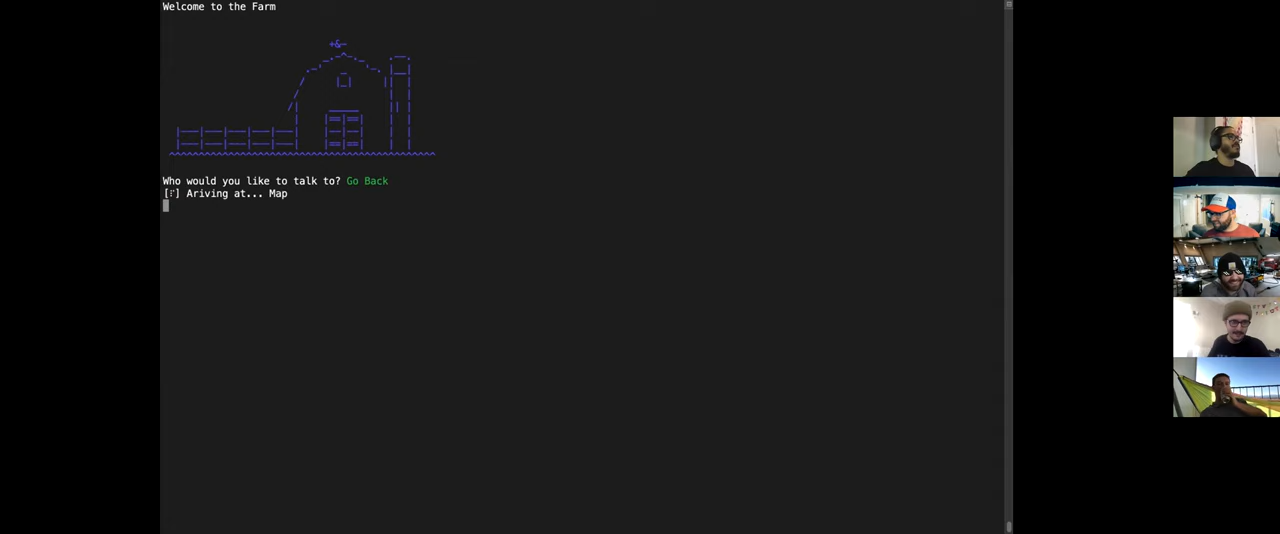 Welcome to the Farm
Who would you like to talk to? Go Back
[⠏] Ariving at... Map